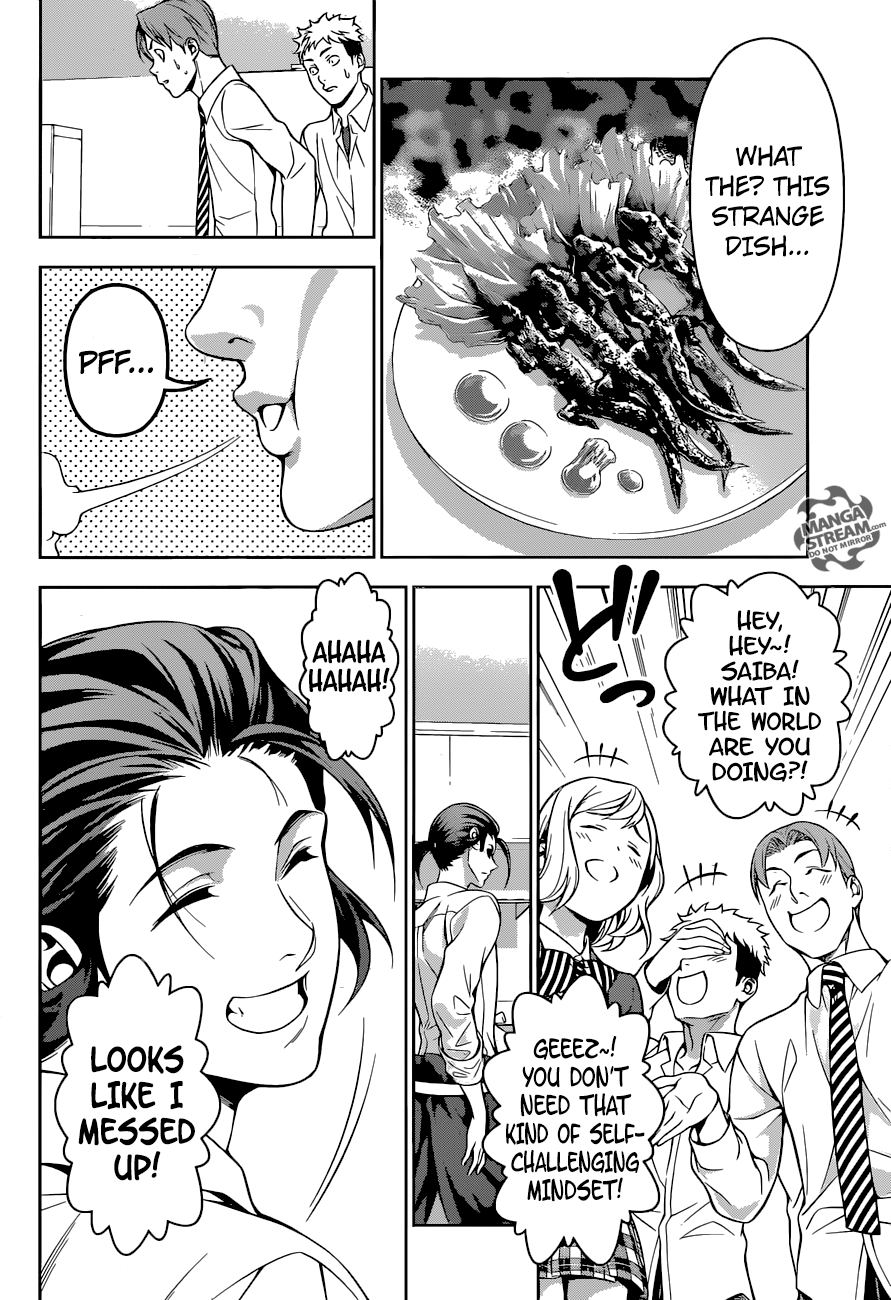 WHAT
THE? THIS
STRANGE
DISH...
PFF...
MANGA
STREAM.com
DO NOT MIRROR
HEY,
HEY~!
SAIBA!
WHAT IN
THE WORLD
ARE YOU
DOING?!
どっ
GEEEZ~!
YOU DON'T
NEED THAT
KIND OF SELF-
CHALLENGING
MINDSET!
AHAHA
HAHAH!
LOOKS
LIKE I
MESSED
UP!